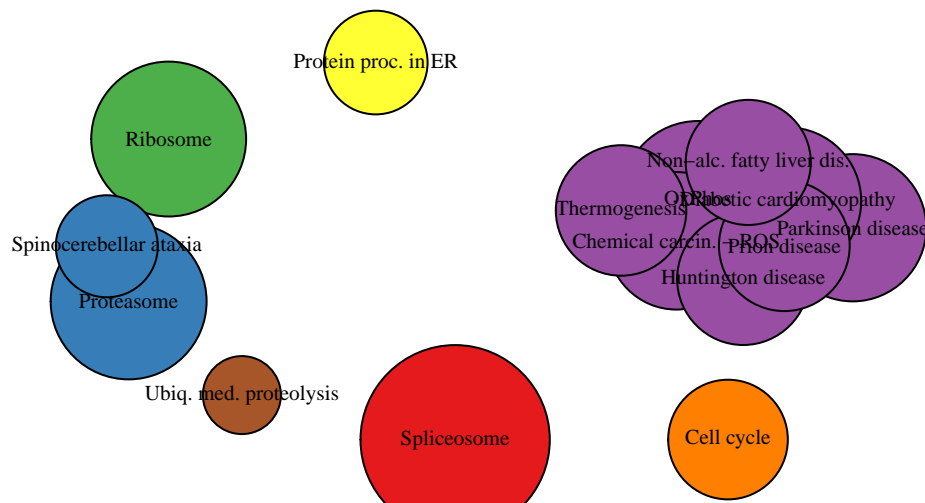 Protein proc. in ER
Ribosome
Non−alc. fatty liver dis.
OXPhos
Diabetic cardiomyopathy
Thermogenesis
Parkinson disease
Spinocerebellar ataxia
Chemical carcin. − ROS
Prion disease
Huntington disease
Proteasome
Ubiq. med. proteolysis
Spliceosome
Cell cycle